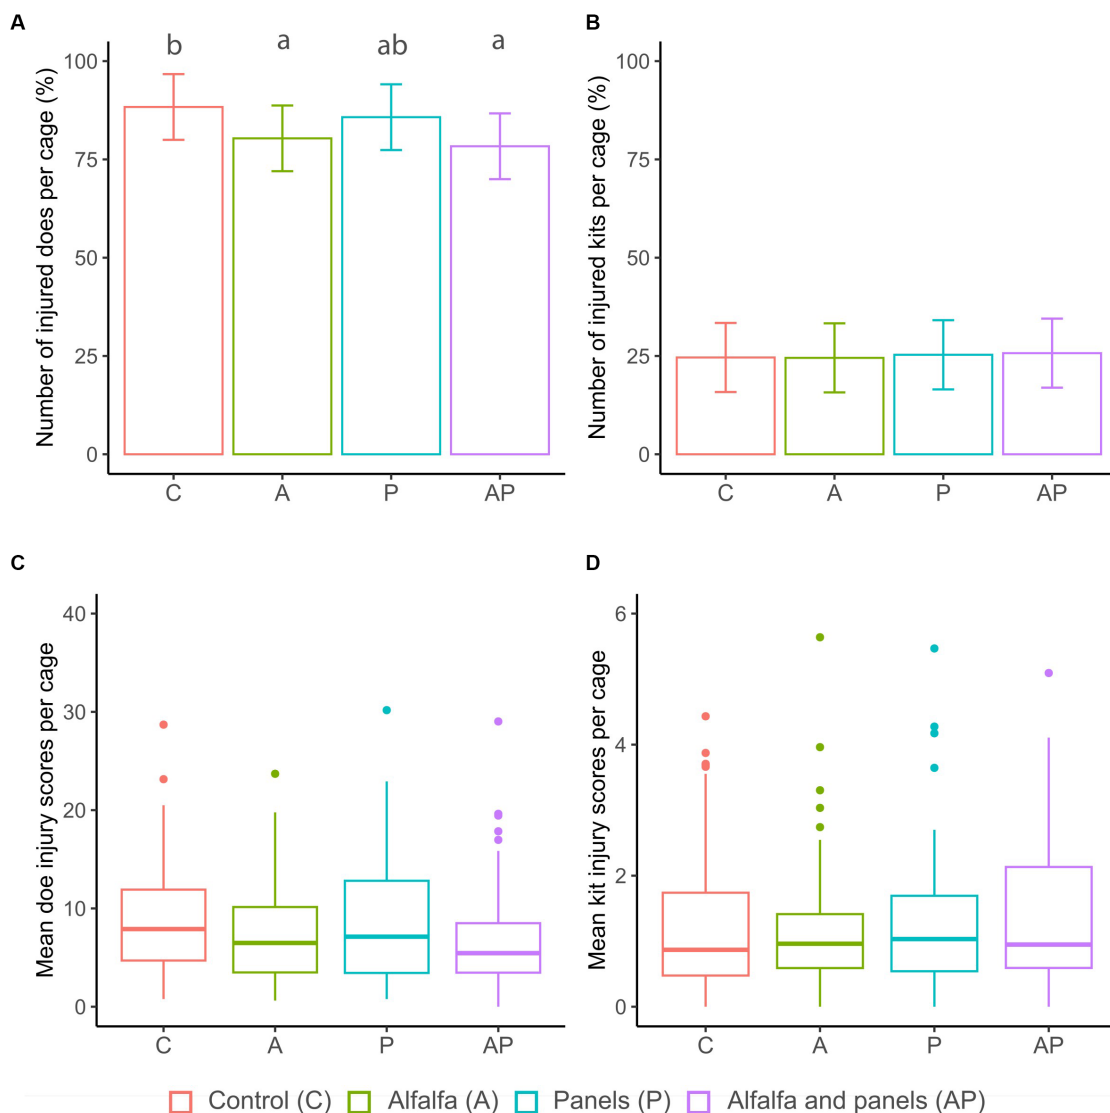 A
b a ab a
Number of injured does per cage (%)
100
75
50
25
0
C A P AP
B
Number of injured kits per cage (%)
100
75
50
25
0
C A P AP
C
Mean doe injury scores per cage
40
30
20
10
0
C A P AP
D
Mean kit injury scores per cage
6
4
2
0
C A P AP
Control (C) Alfalfa (A) Panels (P) Alfalfa and panels (AP)